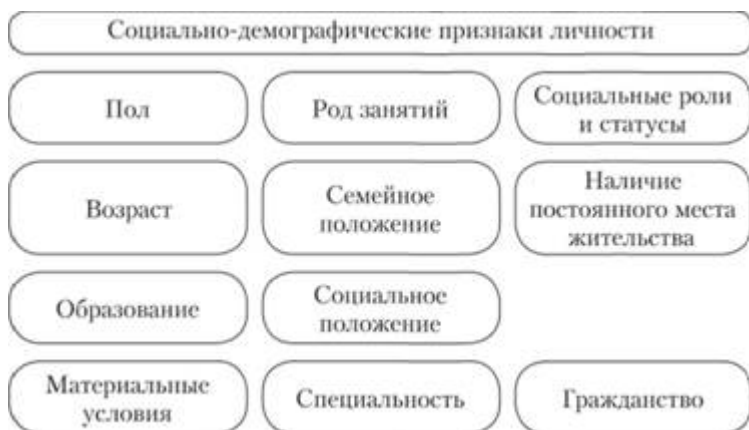 Социально-демографические признаки личности
Пол
Род занятий
Социальные роли
и статусы
Возраст
Семейное
положение
Наличие
постоянного места
жительства
Образование
Социальное
положение
Материальные
условия
Специальность
Гражданство